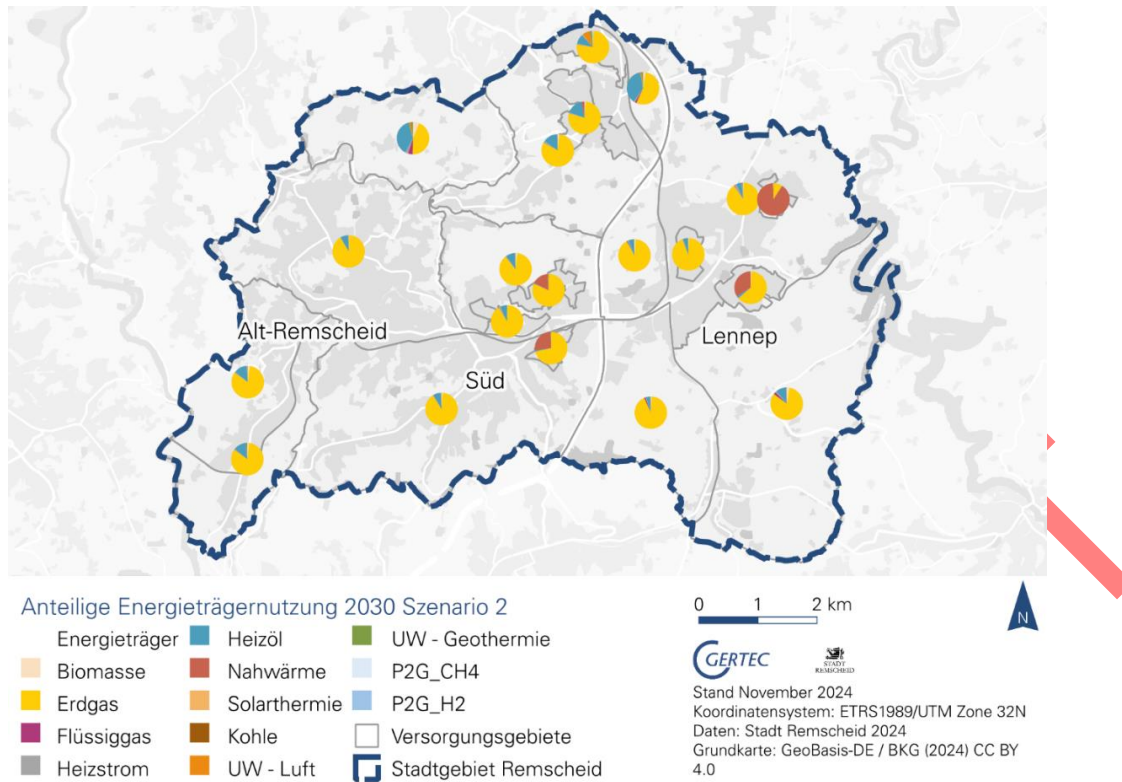 Alt-Remscheid
Lennep
Süd
Anteilige Energieträgernutzung 2030 Szenario 2
Energieträger
Biomasse
Erdgas
Flüssiggas
Heizstrom
Heizöl
Nahwärme
Solarthermie
Kohle
UW - Luft
UW - Geothermie
P2G_CH4
P2G_H2
Versorgungsgebiete
Stadtgebiet Remscheid
0 1 2 km
N
GERTEC
STADT
REMSCHEID
Stand November 2024
Koordinatensystem: ETRS1989/UTM Zone 32N
Daten: Stadt Remscheid 2024
Grundkarte: GeoBasis-DE / BKG (2024) CC BY
4.0